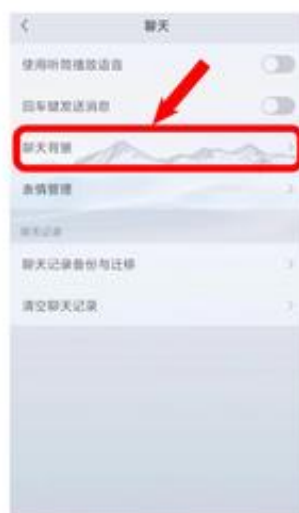 聊天
使用听筒播放语音
回车键发送消息
聊天背景
表情管理
聊天记录
聊天记录备份与迁移
清空聊天记录